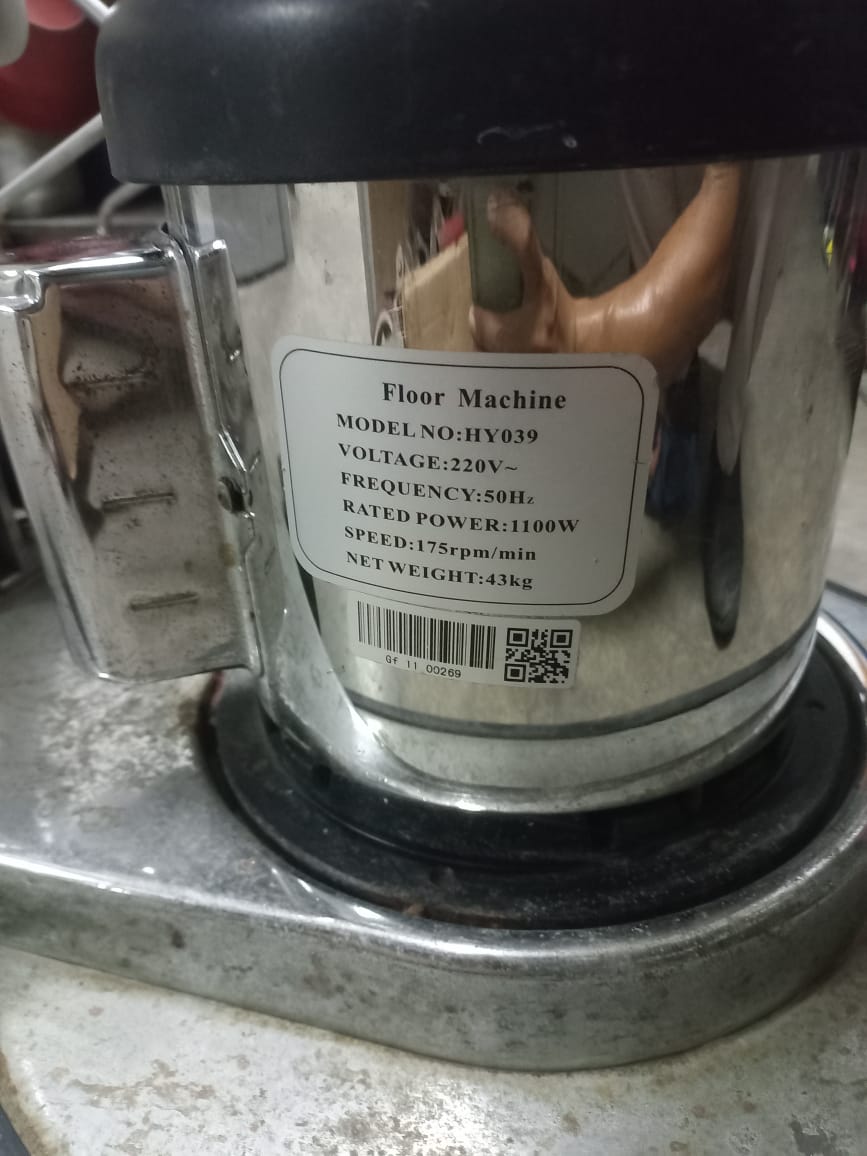 Floor Machine
MODEL NO:HY039
VOLTAGE:220V~
FREQUENCY:50Hz
RATED POWER:1100W
SPEED:175rpm/min
NET WEIGHT:43kg
Gf 11 00269